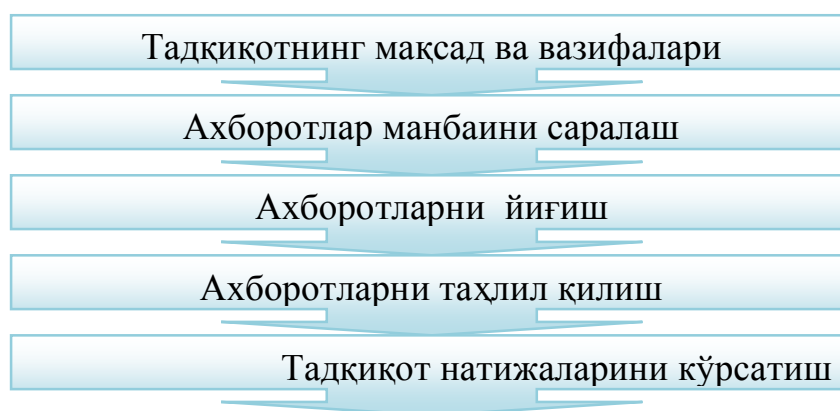 Тадқиқотнинг мақсад ва вазифалари
Ахборотлар манбаини саралаш
Ахборотларни йиғиш
Ахборотларни таҳлил қилиш
Тадқиқот натижаларини кўрсатиш